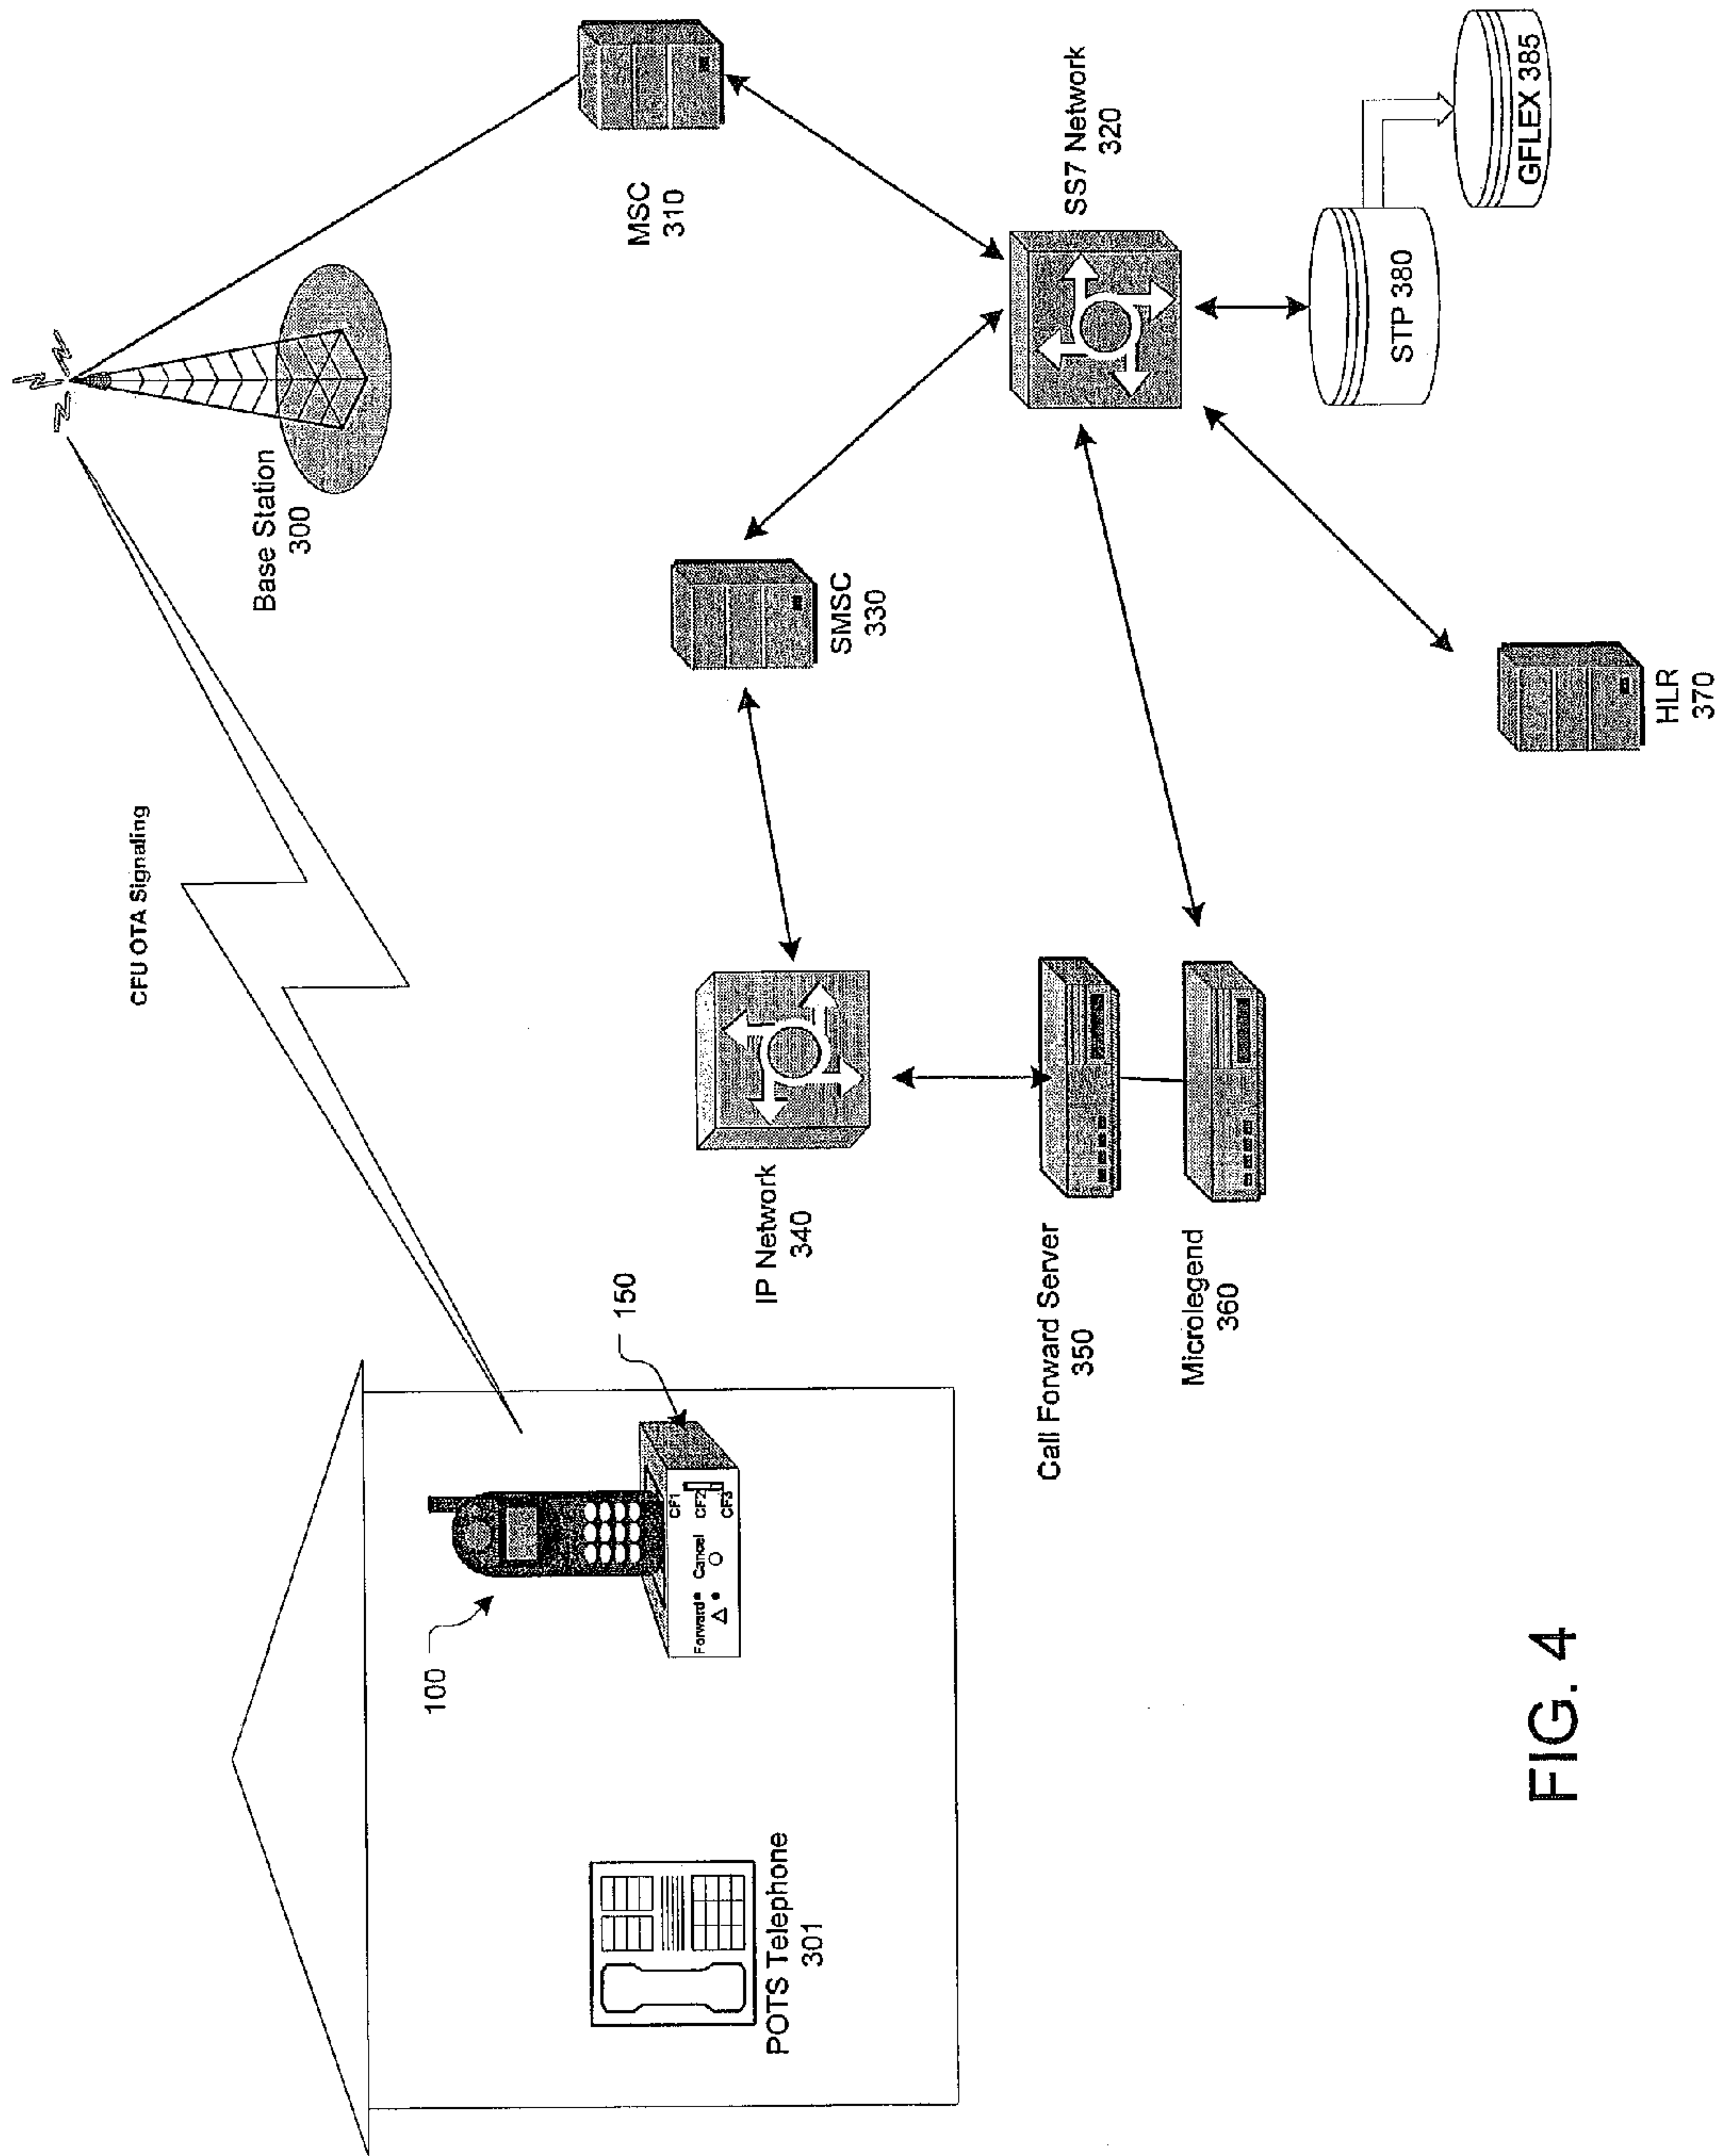 CFU OTA Signaling
Base Station
300
MSC
310
SS7 Network
320
STP 380
GFLEX 385
SMSC
330
IP Network
340
Call Forward Server
350
Microlegend
360
HLR
370
100
150
Forward
Cancel
CF1
CF2
CF3
POTS Telephone
301
FIG. 4